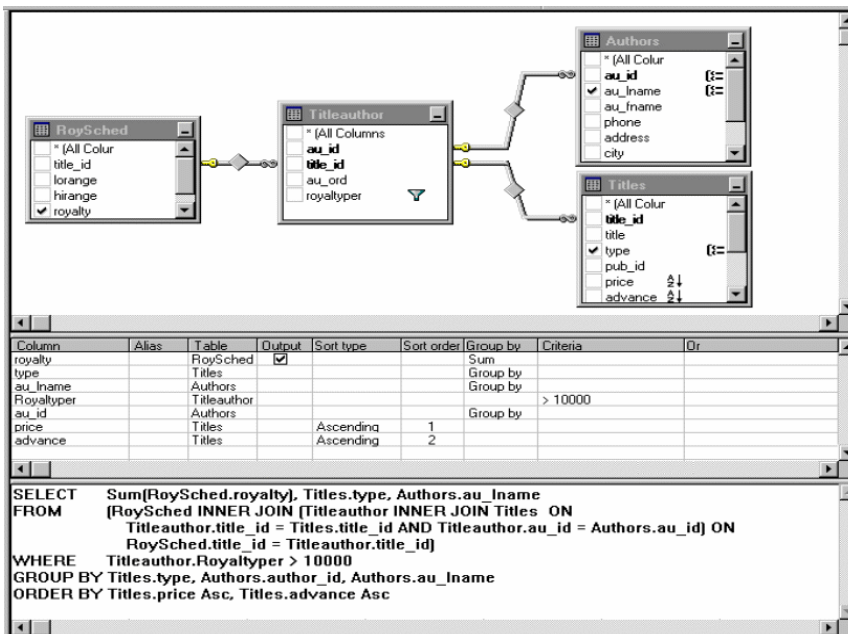 Authors
* (All Colur
au_id
au_lname
au_fname
phone
address
city
RoySched
* (All Colur
title_id
lorange
hirange
royalty
Titleauthor
* (All Columns
au_id
title_id
au_ord
royaltyper
Titles
* (All Colur
title_id
title
type
pub_id
price
advance
Column Alias Table Output Sort type Sort order Group by Criteria Or
royalty RoySched Sum
type Titles Group by
au_lname Authors Group by
Royaltyper Titleauthor > 10000
au_id Authors Group by
price Titles Ascending 1
advance Titles Ascending 2
SELECT Sum(RoySched.royalty), Titles.type, Authors.au_lname
FROM (RoySched INNER JOIN (Titleauthor INNER JOIN Titles ON
Titleauthor.title_id = Titles.title_id AND Titleauthor.au_id = Authors.au_id) ON
RoySched.title_id = Titleauthor.title_id)
WHERE Titleauthor.Royaltyper > 10000
GROUP BY Titles.type, Authors.author_id, Authors.au_lname
ORDER BY Titles.price Asc, Titles.advance Asc